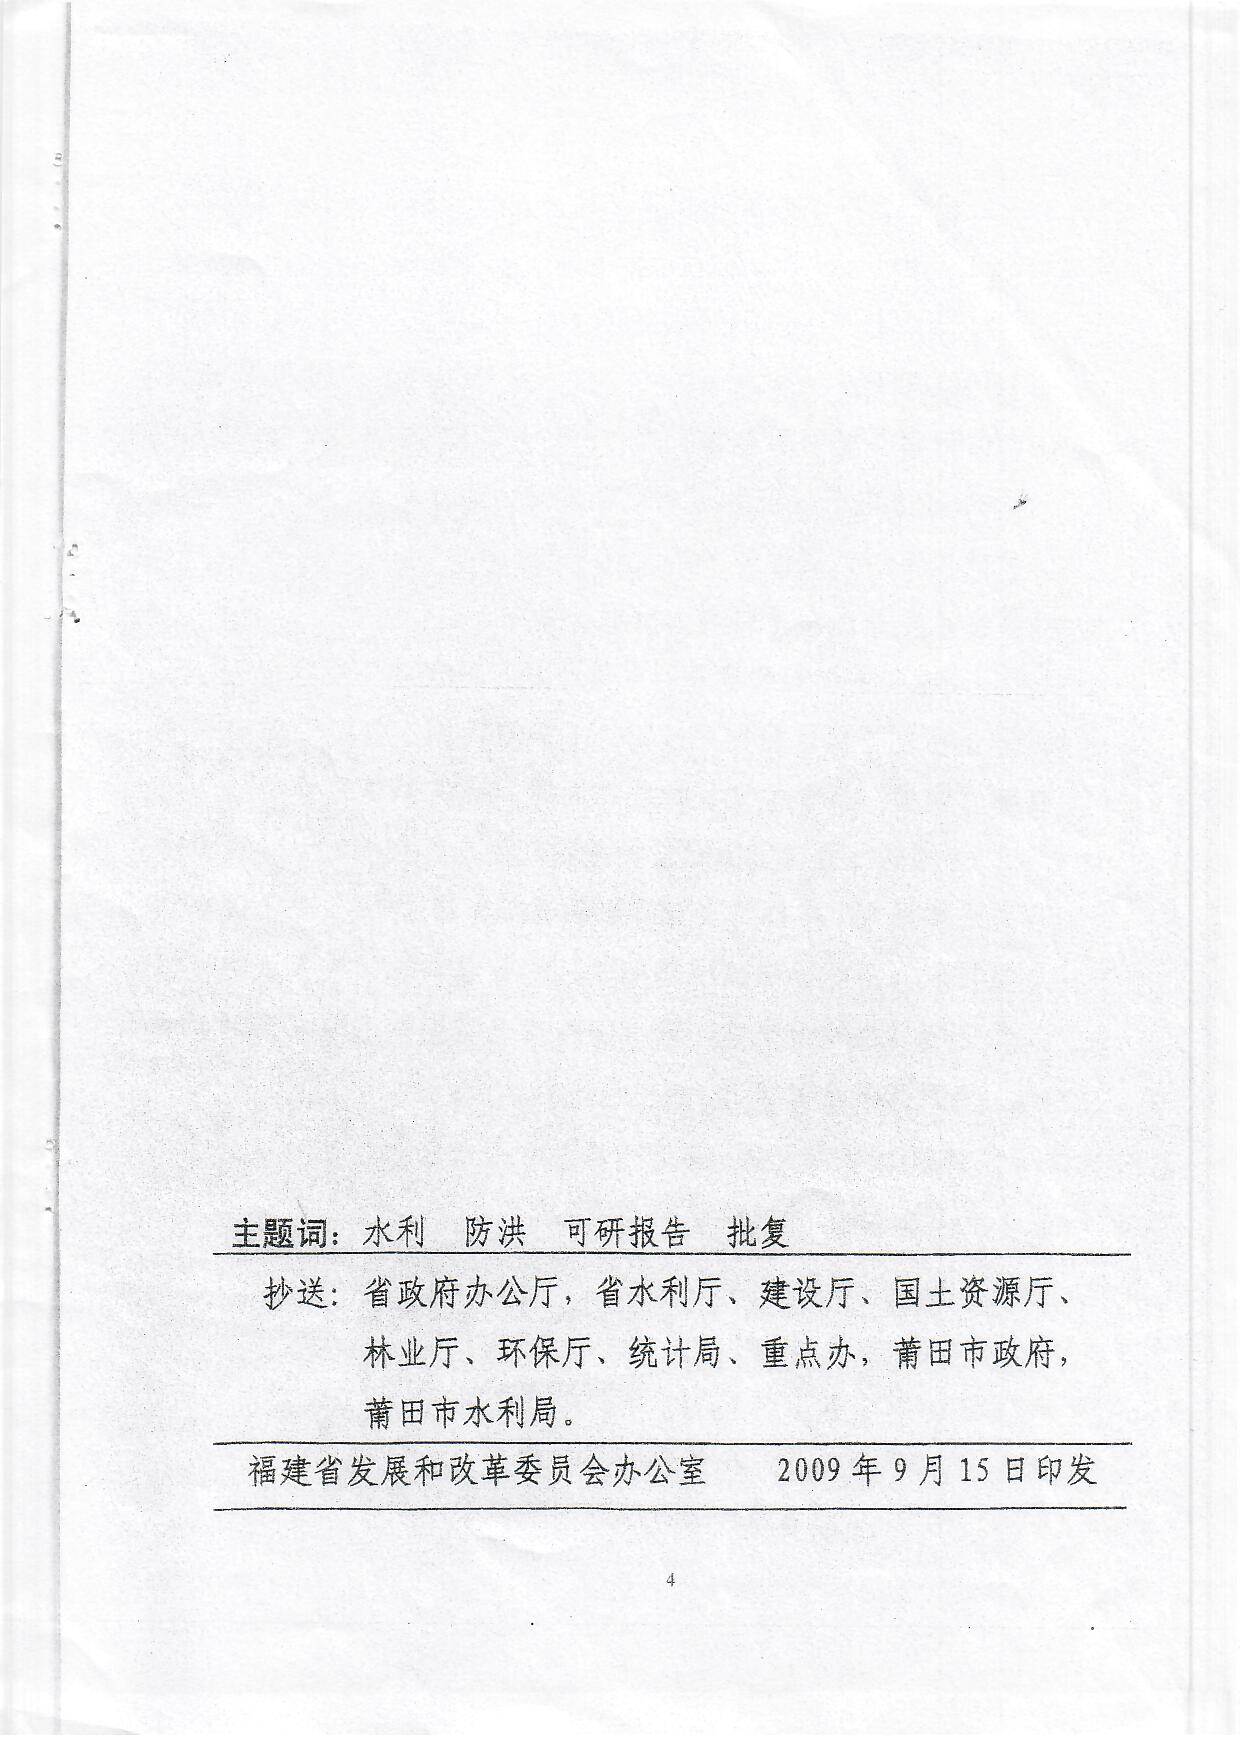 主题词：水利　防洪　可研报告　批复
抄送：省政府办公厅，省水利厅、建设厅、国土资源厅、
林业厅、环保厅、统计局、重点办，莆田市政府，
莆田市水利局。
福建省发展和改革委员会办公室　　2009年9月15日印发
4